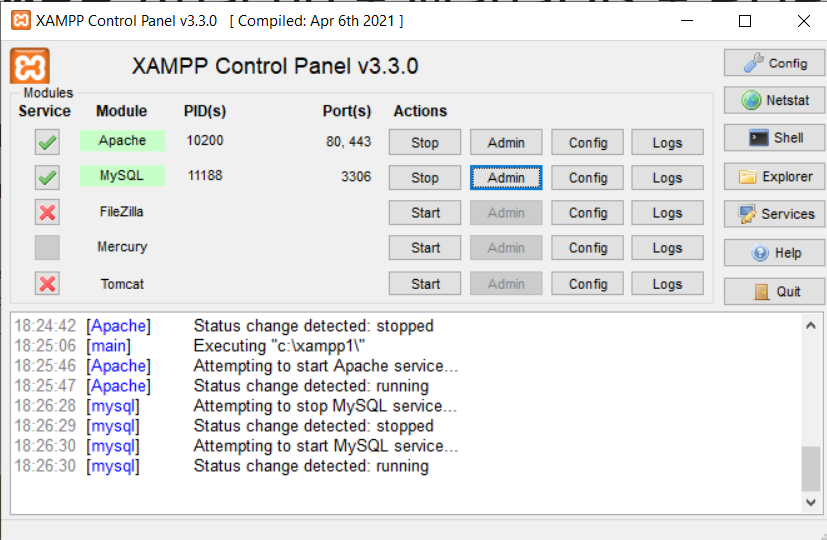 XAMPP Control Panel v3.3.0 [ Compiled: Apr 6th 2021 ]
XAMPP Control Panel v3.3.0
Config
Modules
Netstat
Service Module PID(s) Port(s) Actions
Apache 10200 80, 443 Stop Admin Config Logs
Shell
MySQL 11188 3306 Stop Admin Config Logs
Explorer
FileZilla Start Admin Config Logs
Services
Mercury Start Admin Config Logs
Help
Tomcat Start Admin Config Logs
Quit
18:24:42 [Apache] Status change detected: stopped
18:25:06 [main] Executing "c:\xampp1\"
18:25:46 [Apache] Attempting to start Apache service...
18:25:47 [Apache] Status change detected: running
18:26:28 [mysql] Attempting to stop MySQL service...
18:26:29 [mysql] Status change detected: stopped
18:26:30 [mysql] Attempting to start MySQL service...
18:26:30 [mysql] Status change detected: running